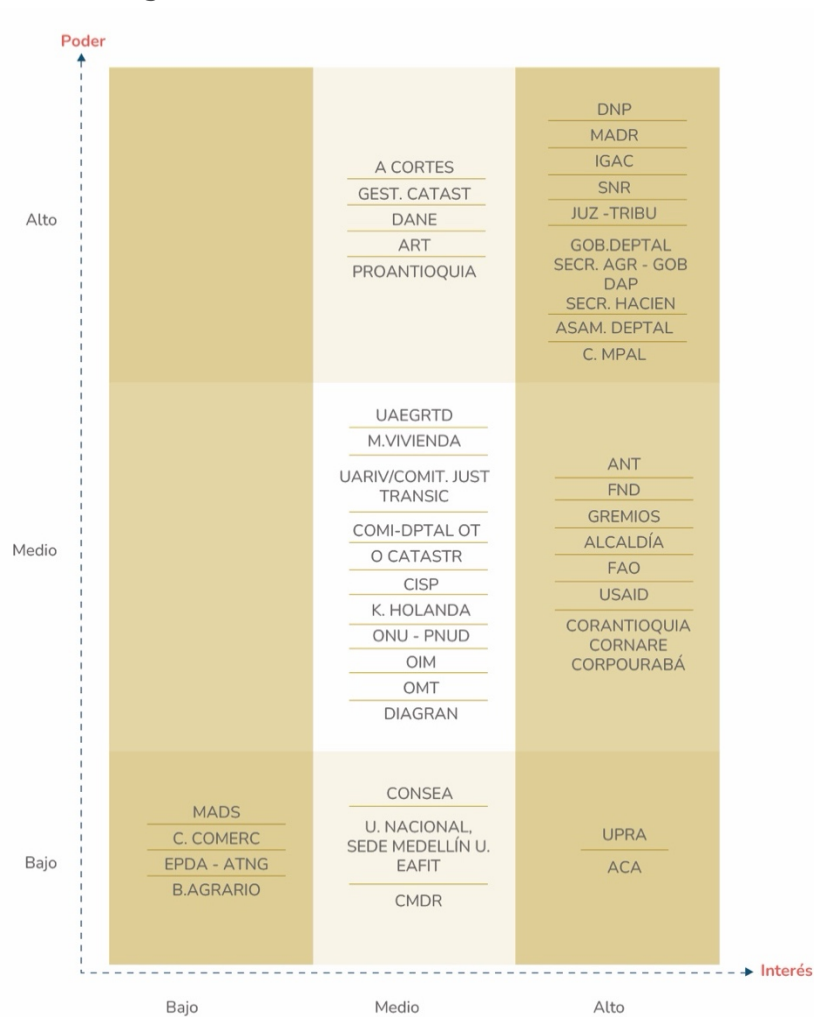 Poder
Alto
A CORTES
GEST. CATAST
DANE
ART
PROANTIOQUIA
DNP
MADR
IGAC
SNR
JUZ -TRIBU
GOB.DEPTAL
SECR. AGR - GOB
DAP
SECR. HACIEN
ASAM. DEPTAL
C. MPAL
Medio
UAEGRTD
M.VIVIENDA
UARIV/COMIT. JUST
TRANSIC
COMI-DPTAL OT
O CATASTR
CISP
K. HOLANDA
ONU - PNUD
OIM
OMT
DIAGRAN
ANT
FND
GREMIOS
ALCALDÍA
FAO
USAID
CORANTIOQUIA
CORNARE
CORPOURABÁ
Bajo
MADS
C. COMERC
EPDA - ATNG
B.AGRARIO
CONSEA
U. NACIONAL,
SEDE MEDELLÍN U.
EAFIT
CMDR
UPRA
ACA
Interés
Bajo
Medio
Alto